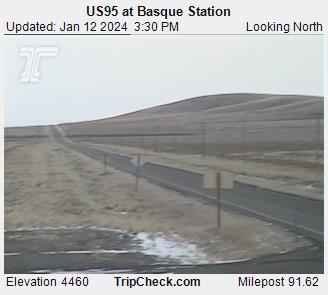 US95 at Basque Station
Updated: Jan 12 2024 3:30 PM Looking North
Elevation 4460 TripCheck.com Milepost 91.62